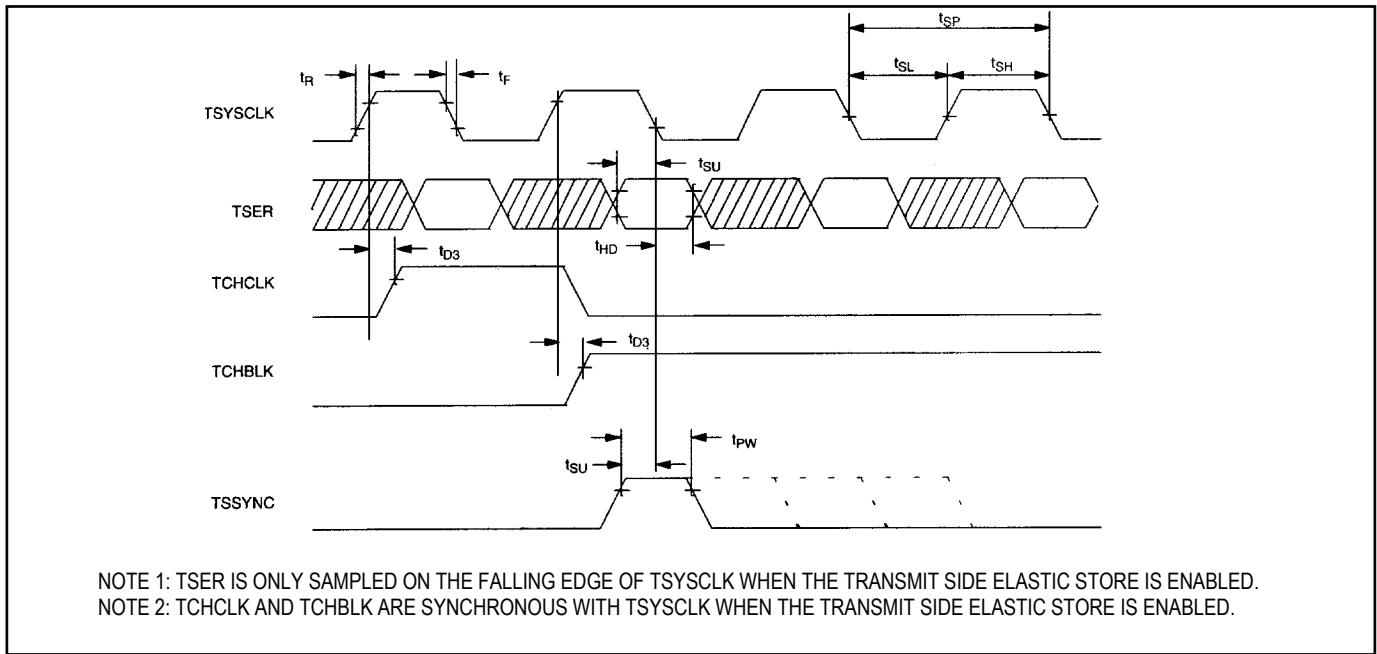 tSP
tR
tF
tSL
tSH
TSYSCLK
tSU
TSER
tHD
tD3
TCHCLK
tD3
TCHBLK
tPW
tSU
TSSYNC
NOTE 1: TSER IS ONLY SAMPLED ON THE FALLING EDGE OF TSYSCLK WHEN THE TRANSMIT SIDE ELASTIC STORE IS ENABLED.
NOTE 2: TCHCLK AND TCHBLK ARE SYNCHRONOUS WITH TSYSCLK WHEN THE TRANSMIT SIDE ELASTIC STORE IS ENABLED.